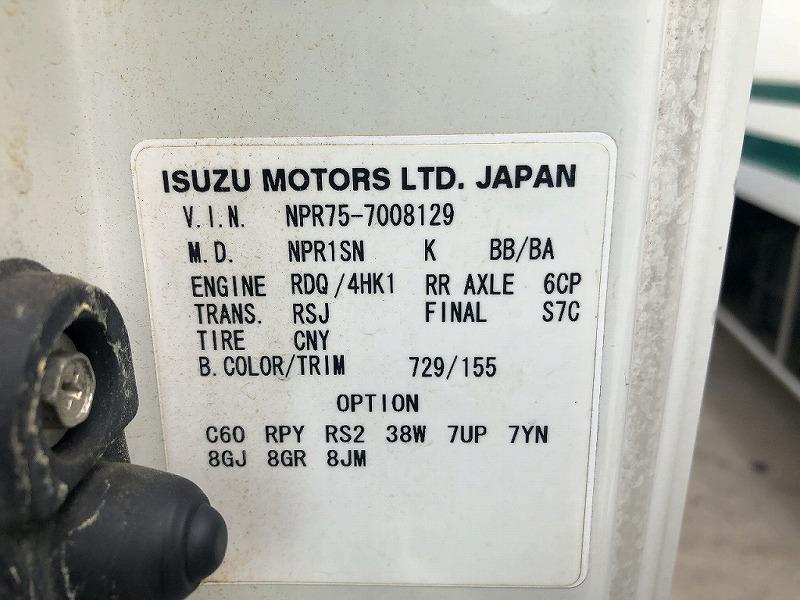 ISUZU MOTORS LTD. JAPAN
V.I.N. NPR75-7008129
M.D. NPR1SN K BB/BA
ENGINE RDQ/4HK1 RR AXLE 6CP
TRANS. RSJ FINAL S7C
TIRE CNY
B.COLOR/TRIM 729/155
OPTION
C60 RPY RS2 38W 7UP 7YN
8GJ 8GR 8JM